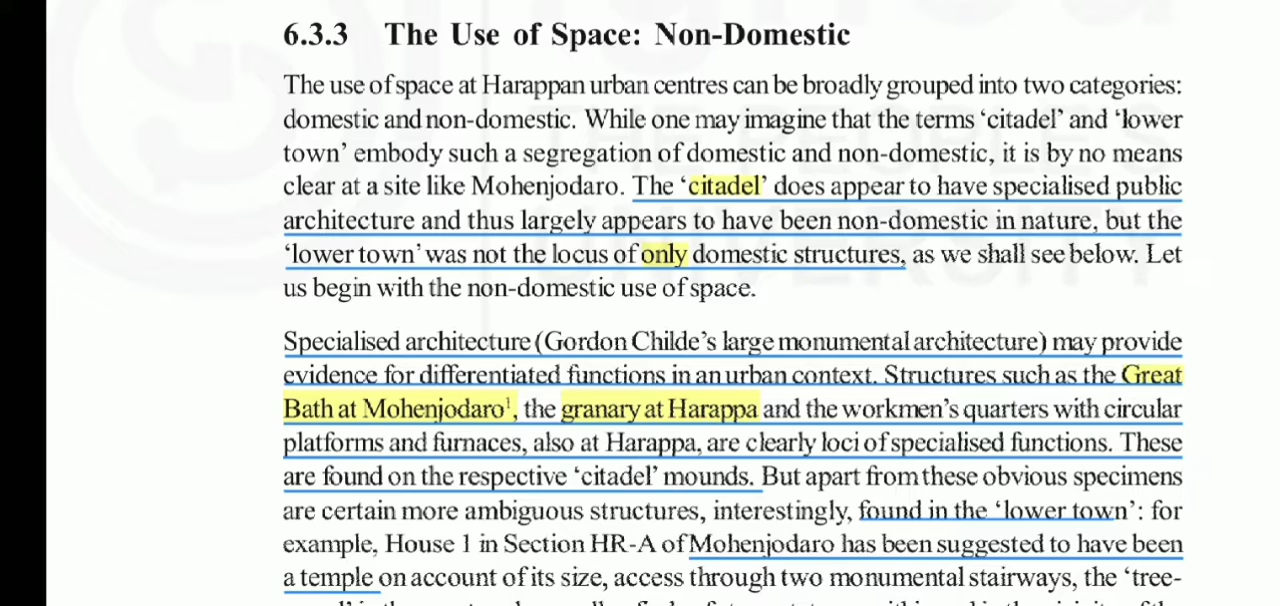 6.3.3 The Use of Space: Non-Domestic
The use of space at Harappan urban centres can be broadly grouped into two categories:
domestic and non-domestic. While one may imagine that the terms ‘citadel’ and ‘lower
town’ embody such a segregation of domestic and non-domestic, it is by no means
clear at a site like Mohenjodaro. The ‘citadel’ does appear to have specialised public
architecture and thus largely appears to have been non-domestic in nature, but the
‘lower town’ was not the locus of only domestic structures, as we shall see below. Let
us begin with the non-domestic use of space.
Specialised architecture (Gordon Childe’s large monumental architecture) may provide
evidence for differentiated functions in an urban context. Structures such as the Great
Bath at Mohenjodaro¹, the granary at Harappa and the workmen’s quarters with circular
platforms and furnaces, also at Harappa, are clearly loci of specialised functions. These
are found on the respective ‘citadel’ mounds. But apart from these obvious specimens
are certain more ambiguous structures, interestingly, found in the ‘lower town’: for
example, House 1 in Section HR-A of Mohenjodaro has been suggested to have been
a temple on account of its size, access through two monumental stairways, the ‘tree-